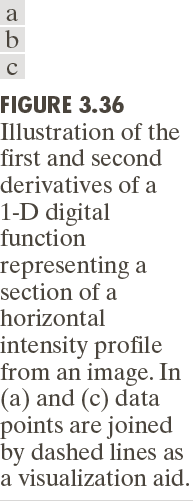 a
b
c
FIGURE 3.36
Illustration of the
first and second
derivatives of a
1-D digital
function
representing a
section of a
horizontal
intensity profile
from an image. In
(a) and (c) data
points are joined
by dashed lines as
a visualization aid.